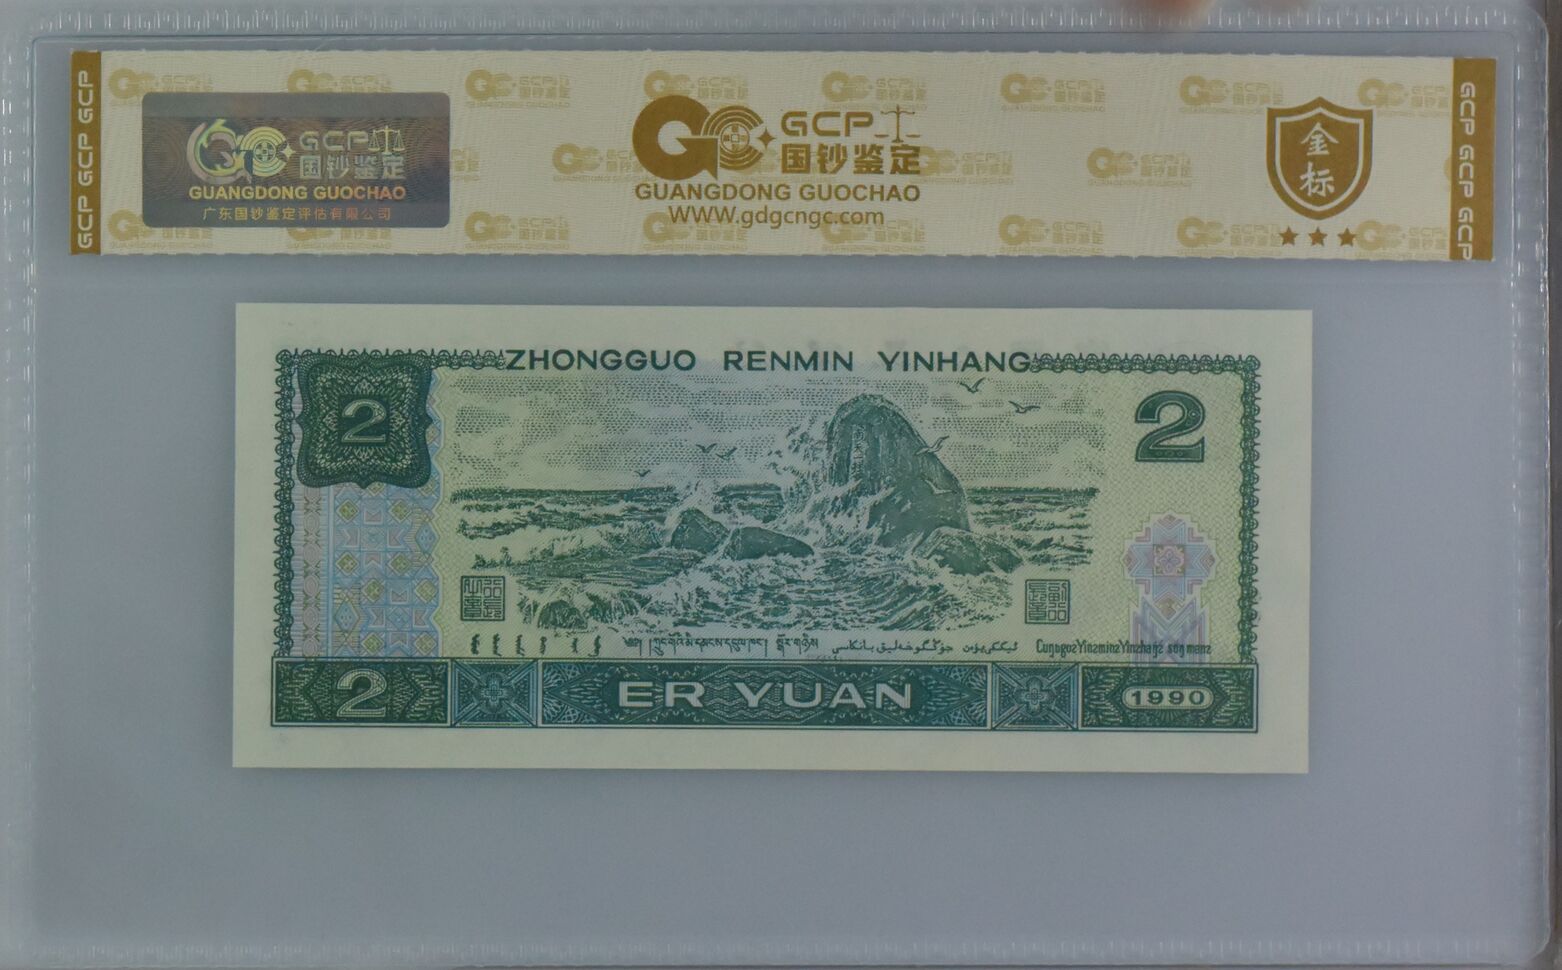 GCP GCP GCP
GCP
国钞鉴定
GUANGDONG GUOCHAO
广东国钞鉴定评估有限公司
GCP
国钞鉴定
GUANGDONG GUOCHAO
WWW.gdgcngc.com
金标
GCP GCP GCP
ZHONGGUO RENMIN YINHANG
2
2
2
ER YUAN
1990